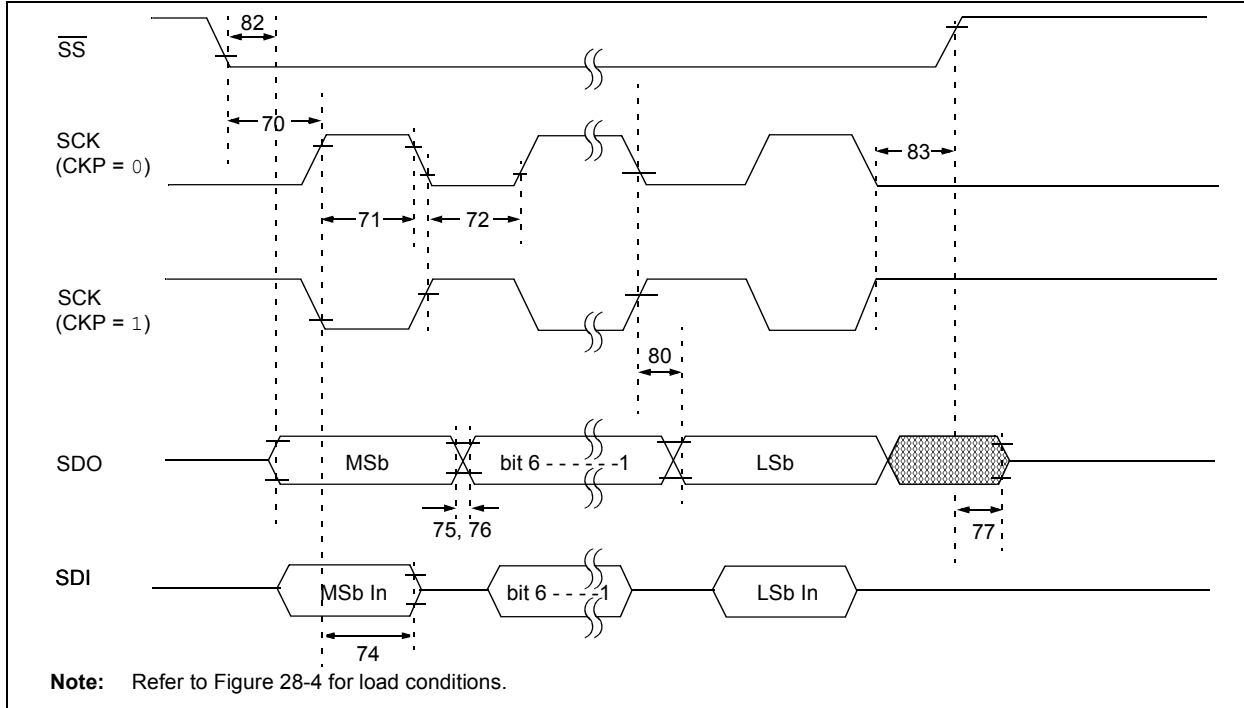 82
SS
70
SCK
(CKP = 0)
83
71
72
SCK
(CKP = 1)
80
SDO
MSb
bit 6 - - - - - -1
LSb
75, 76
77
SDI
MSb In
bit 6 - - - -1
LSb In
74
Note: Refer to Figure 28-4 for load conditions.